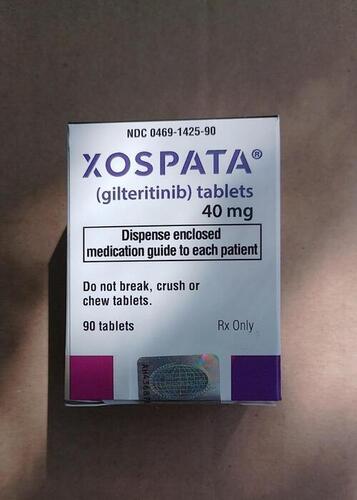 NDC 0469-1425-90
XOSPATA®
(gilteritinib) tablets
40 mg
Dispense enclosed
medication guide to each patient
Do not break, crush or
chew tablets.
90 tablets
Rx Only